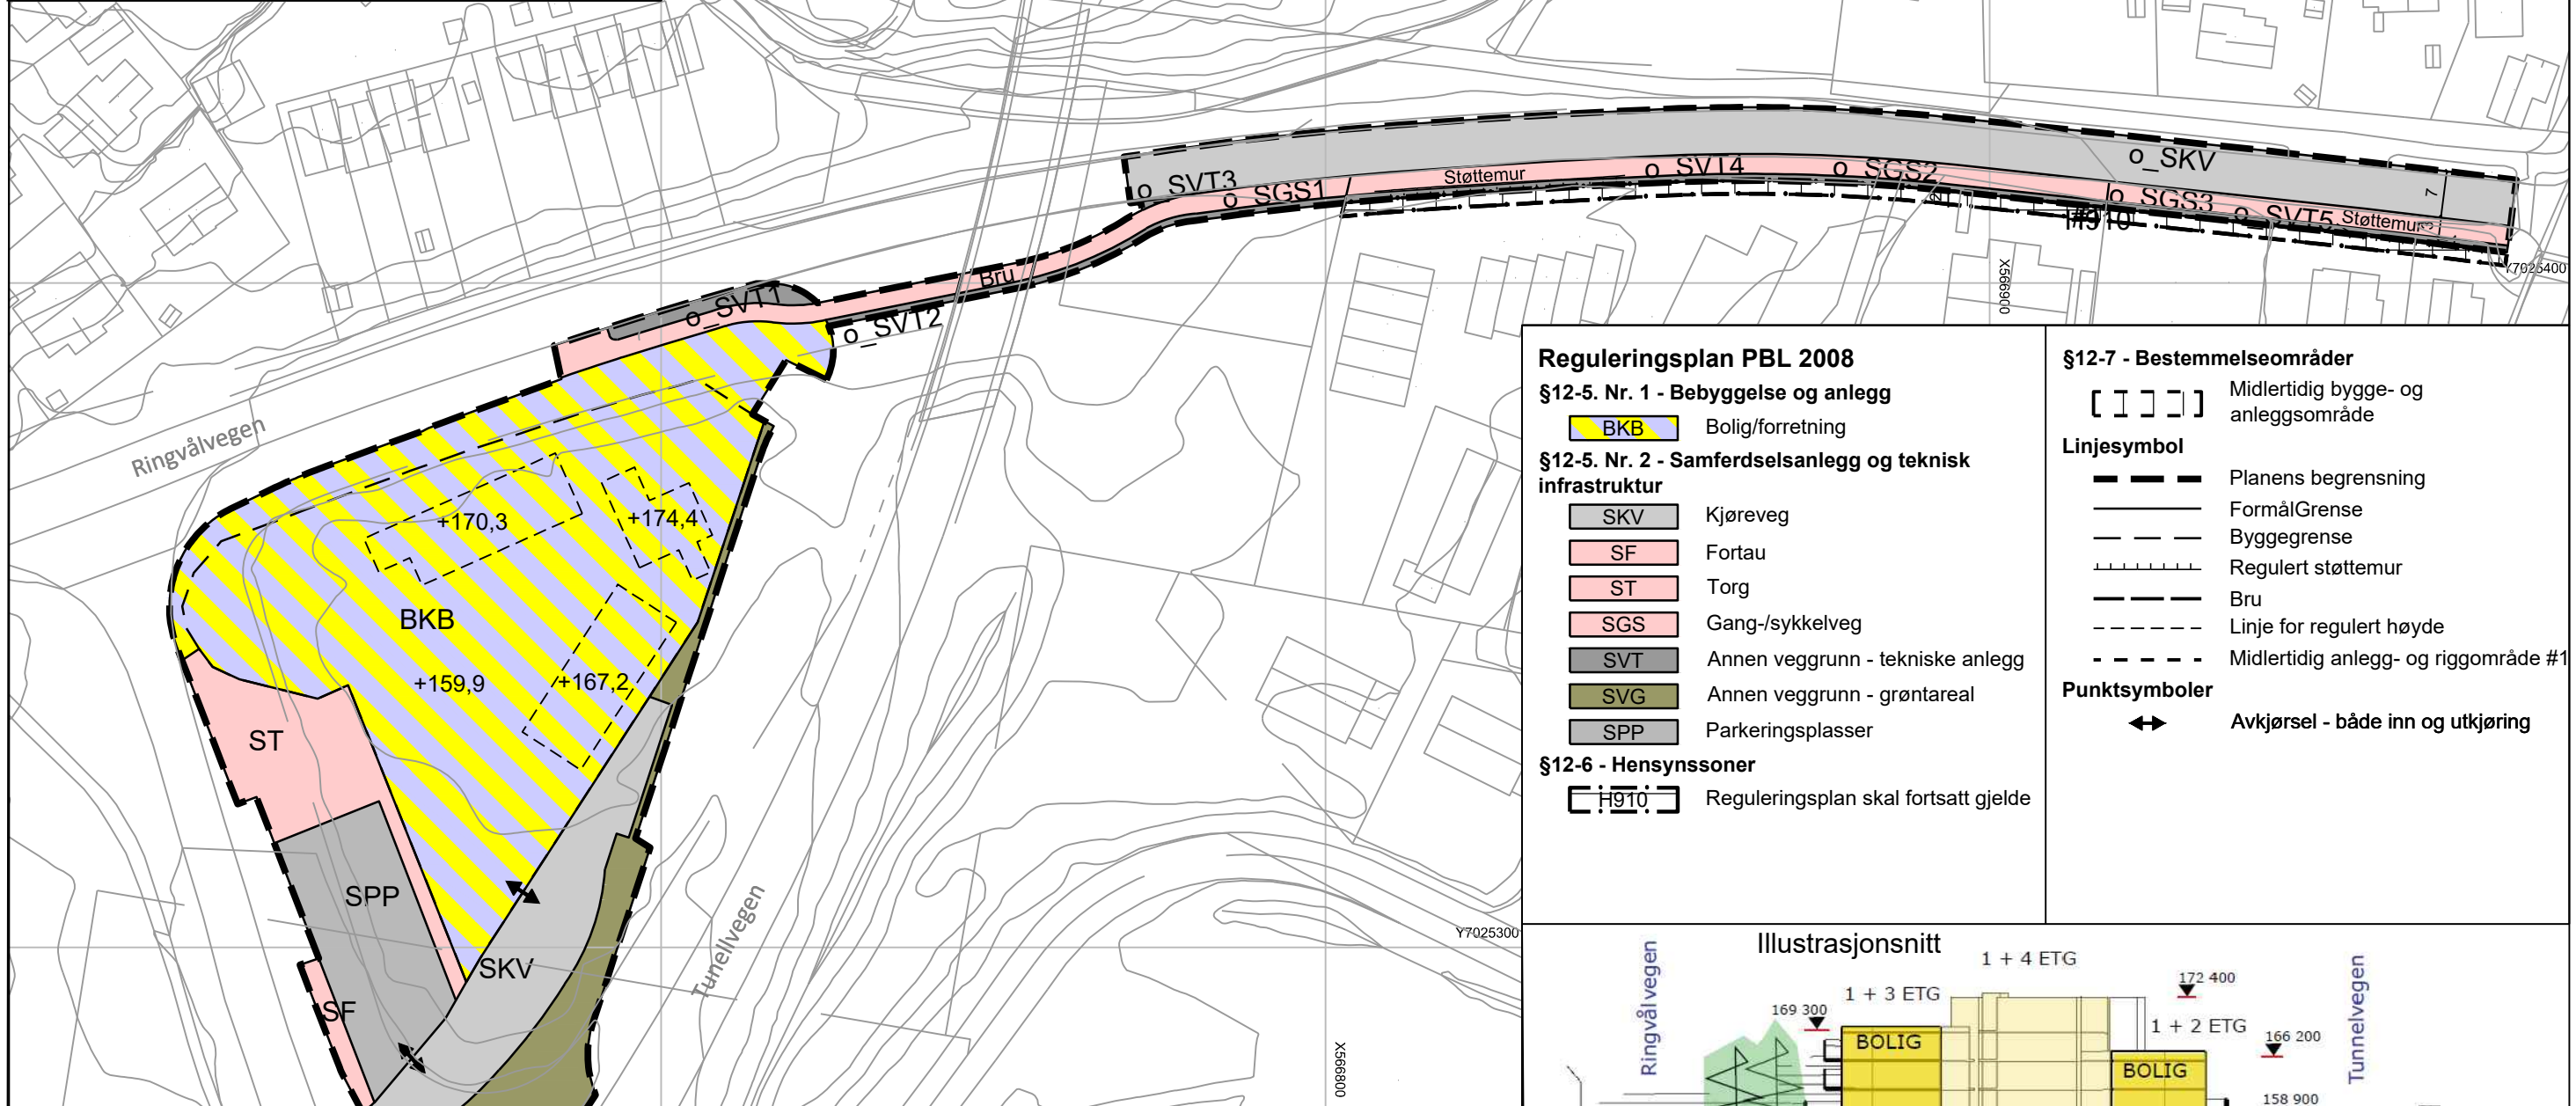 o_SVT3
o_SGS1
Støttemur
o_SVT4
o_SGS2
o_SKV
7
2
o_SGS3
o_SVT5
Støttemur
3
H910
Y7025400
X566900
Bru
o_SVT1
o_SVT2
Ringvålvegen
+170,3
+174,4
BKB
+159,9
+167,2
ST
SPP
SKV
SF
Tunellvegen
Y7025300
X566800
Reguleringsplan PBL 2008
§12-5. Nr. 1 - Bebyggelse og anlegg
BKB Bolig/forretning
§12-5. Nr. 2 - Samferdselsanlegg og teknisk
infrastruktur
SKV Kjøreveg
SF Fortau
ST Torg
SGS Gang-/sykkelveg
SVT Annen veggrunn - tekniske anlegg
SVG Annen veggrunn - grøntareal
SPP Parkeringsplasser
§12-6 - Hensynssoner
H910 Reguleringsplan skal fortsatt gjelde
§12-7 - Bestemmelseområder
Midlertidig bygge- og
anleggsområde
Linjesymbol
Planens begrensning
FormålGrense
Byggegrense
Regulert støttemur
Bru
Linje for regulert høyde
Midlertidig anlegg- og riggområde #1
Punktsymboler
Avkjørsel - både inn og utkjøring
Illustrasjonsnitt
Ringvålvegen
1 + 4 ETG
172 400
1 + 3 ETG
169 300
1 + 2 ETG
166 200
BOLIG
BOLIG
158 900
Tunnelvegen